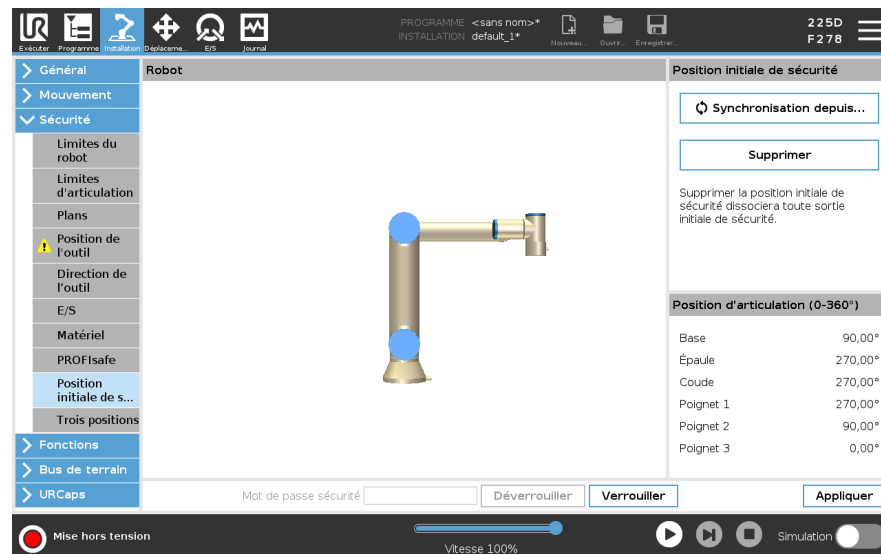 PROGRAMME <sans nom>*
INSTALLATION default_1*
Nouveau... Ouvrir... Enregistrer...
225D
F278
Exécuter Programme Installation Déplaceme... E/S Journal
Général
Mouvement
Sécurité
Limites du
robot
Limites
d'articulation
Plans
Position de
l'outil
Direction de
l'outil
E/S
Matériel
PROFIsafe
Position
initiale de s...
Trois positions
Fonctions
Bus de terrain
URCaps
Robot
Mot de passe sécurité
Déverrouiller
Verrouiller
Appliquer
Position initiale de sécurité
Synchronisation depuis...
Supprimer
Supprimer la position initiale de
sécurité dissociera toute sortie
initiale de sécurité.
Position d'articulation (0-360°)
Base 90,00°
Épaule 270,00°
Coude 270,00°
Poignet 1 270,00°
Poignet 2 90,00°
Poignet 3 0,00°
Mise hors tension
Vitesse 100%
Simulation